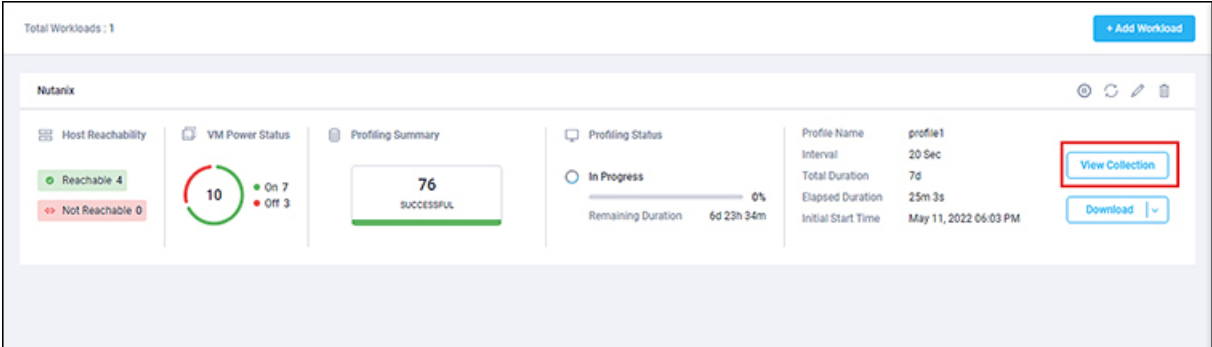 Total Workloads : 1
+ Add Workload
Nutanix
Host Reachability
Reachable 4
Not Reachable 0
VM Power Status
10
On 7
Off 3
Profiling Summary
76
SUCCESSFUL
Profiling Status
In Progress
0%
Remaining Duration 6d 23h 34m
Profile Name profile1
Interval 20 Sec
Total Duration 7d
Elapsed Duration 25m 3s
Initial Start Time May 11, 2022 06:03 PM
View Collection
Download